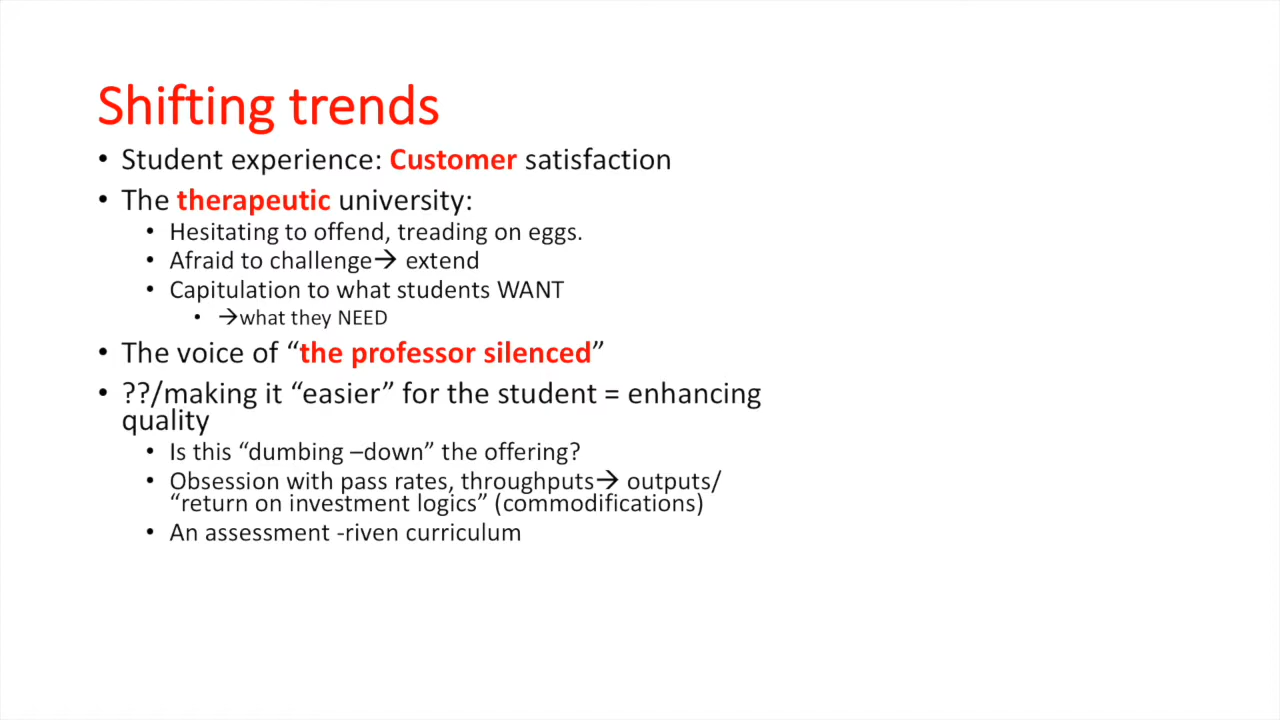 Shifting trends
• Student experience: Customer satisfaction
• The therapeutic university:
• Hesitating to offend, treading on eggs.
• Afraid to challenge→ extend
• Capitulation to what students WANT
• →what they NEED
• The voice of “the professor silenced”
• ??/making it “easier” for the student = enhancing
quality
• Is this “dumbing –down” the offering?
• Obsession with pass rates, throughputs→ outputs/
“return on investment logics” (commodifications)
• An assessment -riven curriculum